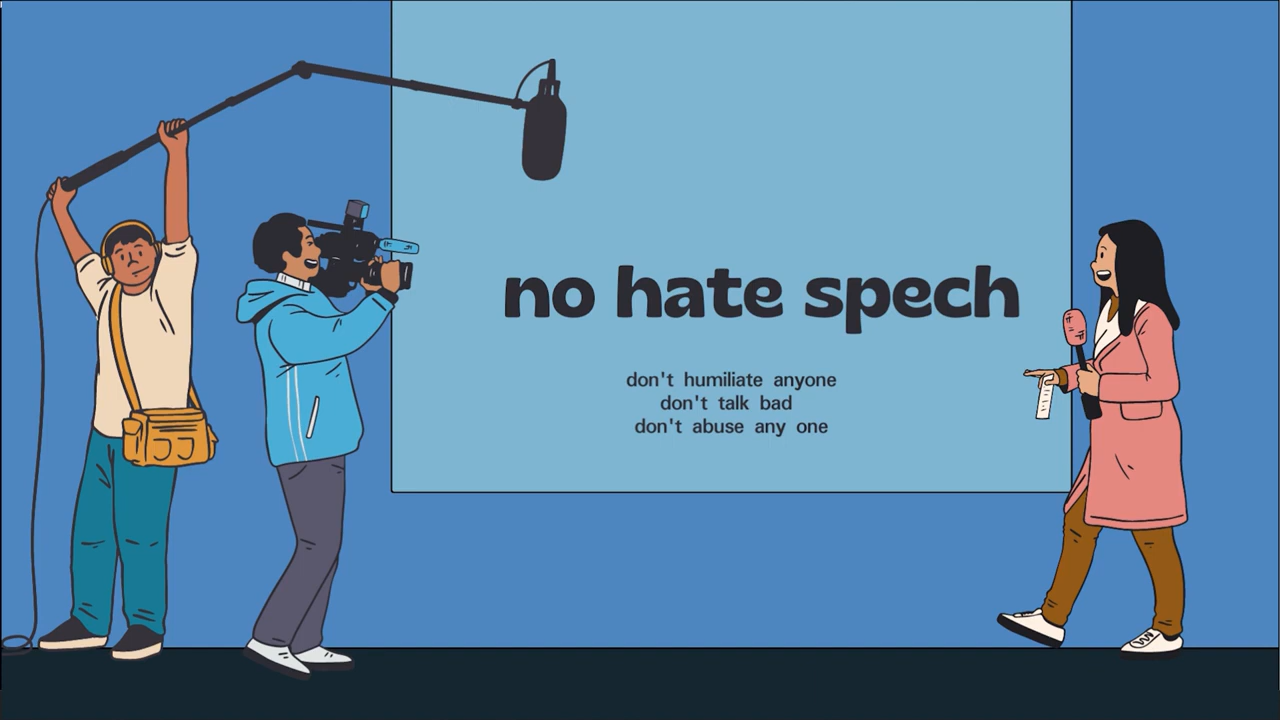 no hate spech
don't humiliate anyone
don't talk bad
don't abuse any one